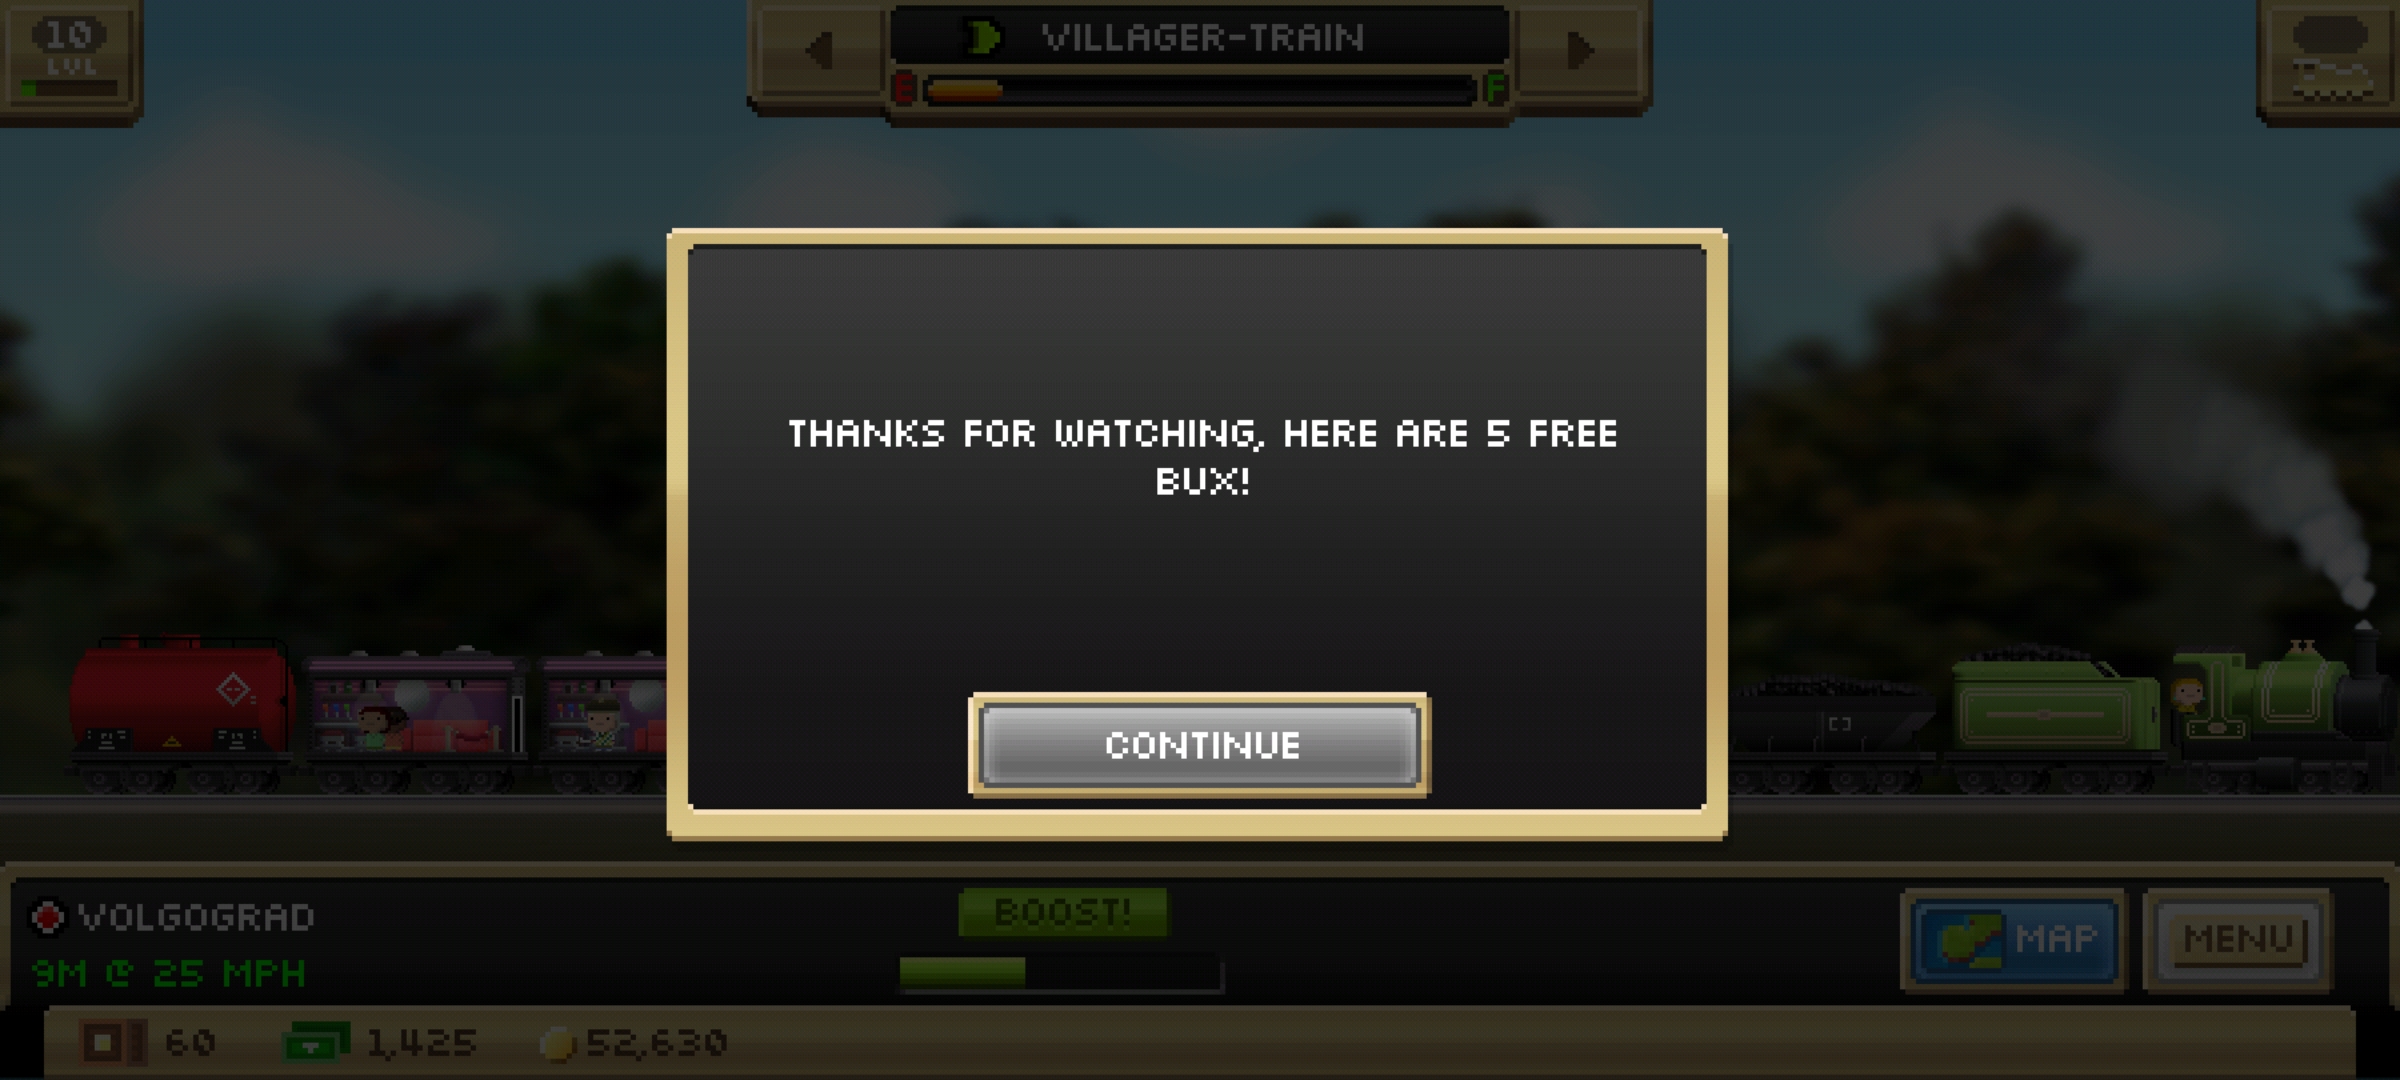 10
LVL
VILLAGER-TRAIN
E
F
THANKS FOR WATCHING, HERE ARE 5 FREE
BUX!
CONTINUE
VOLGOGRAD
9M @ 25 MPH
BOOST!
MAP
MENU
60
1,425
52,630